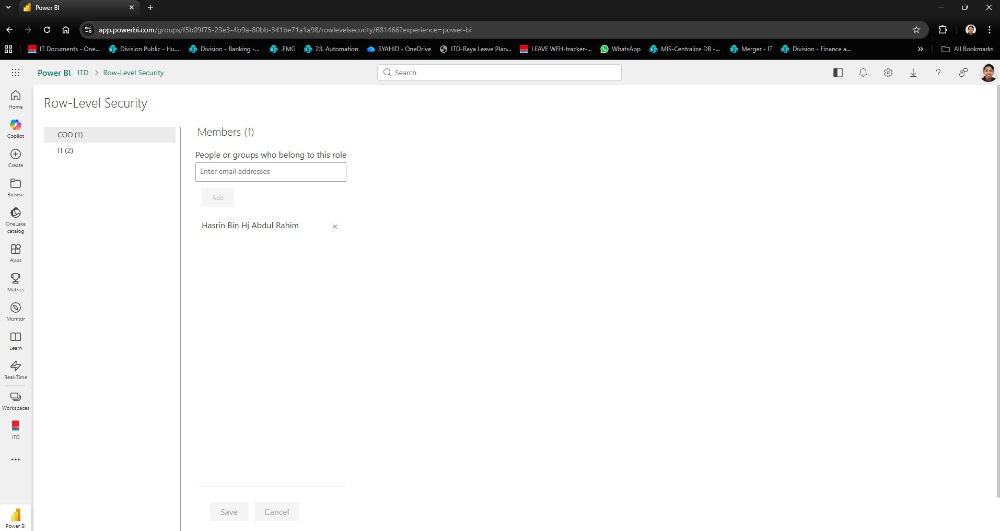 Power BI
app.powerbi.com/groups/f5b09f75-23e3-4b9a-80bb-341be71a1a98/rowlevelsecurity/681466?experience=power-bi
IT Documents - One... Division Public - Hu... Division - Banking -... .FMG 23. Automation SYAHID - OneDrive ITD-Raya Leave Plan... LEAVE WFH-tracker-... WhatsApp MIS-Centralize DB -... Merger - IT Division - Finance a... All Bookmarks
Power BI ITD > Row-Level Security Search
Home
Copilot
Create
Browse
OneLake
catalog
Apps
Metrics
Monitor
Learn
Real-Time
Workspaces
ITD
Power BI
Row-Level Security
COO (1)
IT (2)
Members (1)
People or groups who belong to this role
Enter email addresses
Add
Hasrin Bin Hj Abdul Rahim
Save Cancel